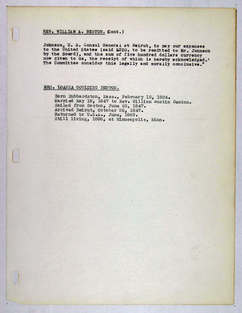 REV. WILLIAM A. BENTON. (Cont.)
Johnson, U. S. Consul General at Beirut, to pay our expenses
to the United States (said $500. to be remitted to Mr. Johnson
by the Board), and the sum of five hundred dollars currency
now given to us, the receipt of which is hereby acknowledged.'
The Committee consider this legally and morally conclusive."
MRS. LOANZA GOULDING BENTON.
Born Hubbardston, Mass., February 10, 1824.
Married May 18, 1847 to Rev. William Austin Benton.
Sailed from Boston, June 23, 1847.
Arrived Beirut, October 20, 1847.
Returned to U.S.A., June, 1869.
Still living, 1886, at Minneapolis, Minn.